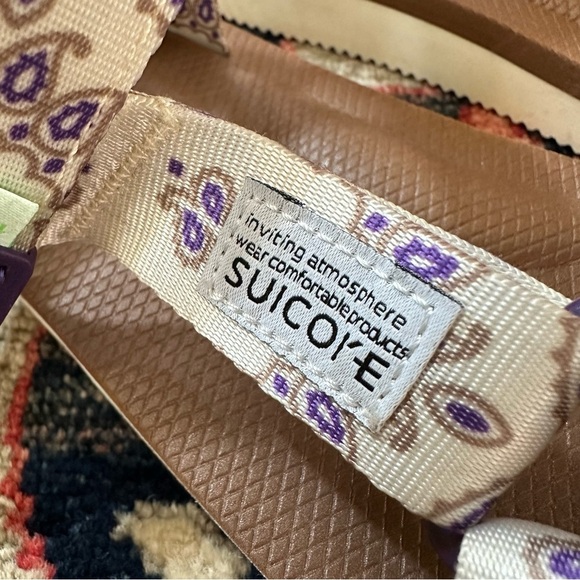 inviting atmosphere
wear comfortable products
SUICOKE